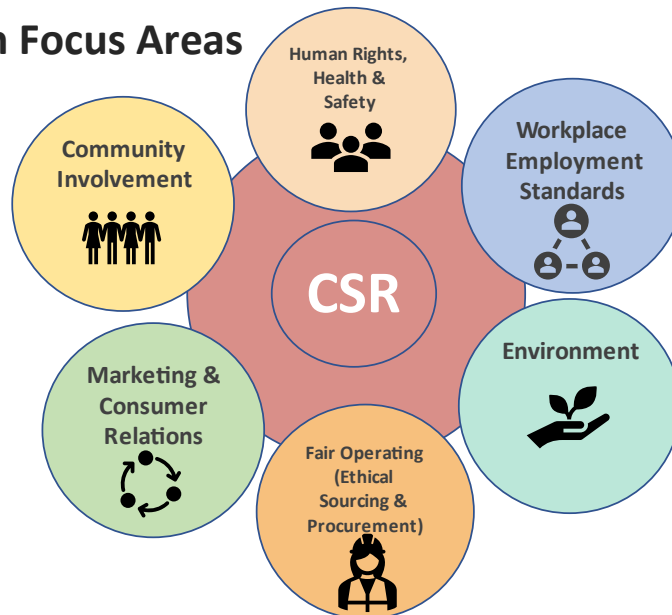 Focus Areas
Human Rights,
Health &
Safety
Workplace
Employment
Standards
Environment
Fair Operating
(Ethical
Sourcing &
Procurement)
Marketing &
Consumer
Relations
Community
Involvement
CSR